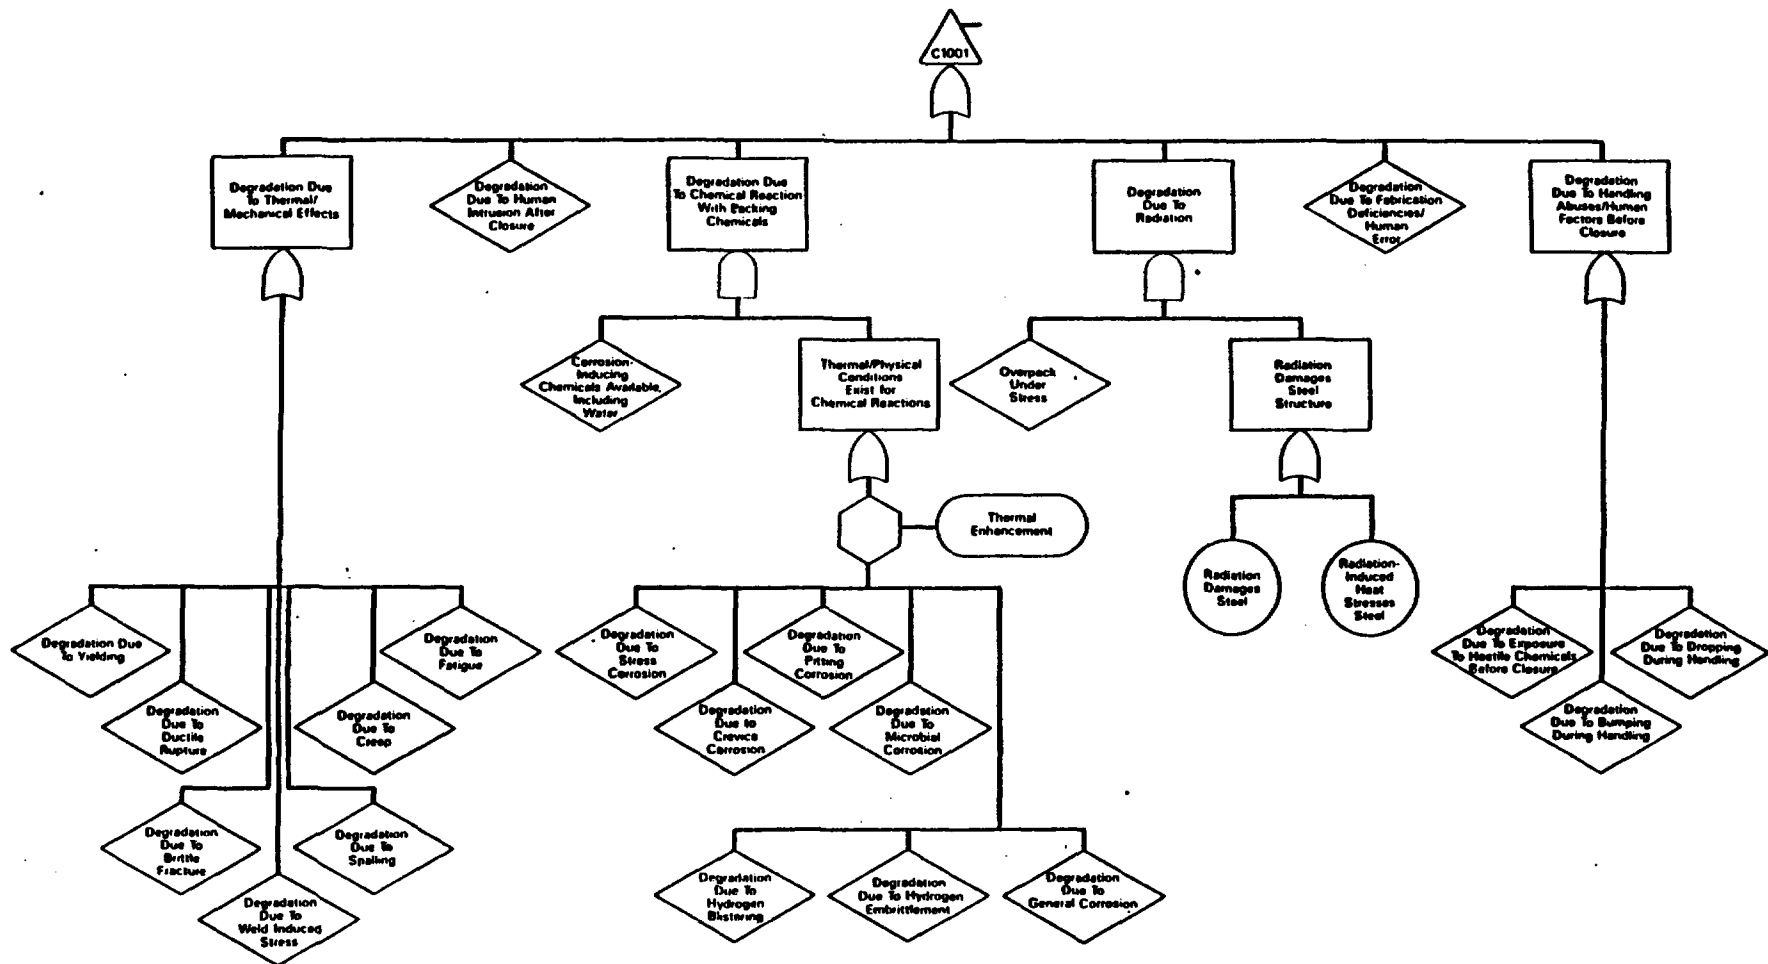 C1001
Degradation Due
To Thermal/
Mechanical Effects
Degradation
Due To Human
Intrusion After
Closure
Degradation Due
To Chemical Reaction
With Packing
Chemicals
Degradation
Due To
Radiation
Degradation
Due To Fabrication
Deficiencies/
Human
Error
Degradation
Due To Handling
Abuses/Human
Factors Before
Closure
Corrosion-
Inducing
Chemicals Available,
Including
Water
Thermal/Physical
Conditions
Exist for
Chemical Reactions
Overpack
Under
Stress
Radiation
Damages
Steel
Structure
Thermal
Enhancement
Radiation
Damages
Steel
Radiation-
Induced
Heat
Stresses
Steel
Degradation Due
To Yielding
Degradation
Due To
Fatigue
Degradation
Due To
Stress
Corrosion
Degradation
Due To
Pitting
Corrosion
Degradation
Due To Exposure
To Hostile Chemicals
Before Closure
Degradation
Due To Dropping
During Handling
Degradation
Due To
Ductile
Rupture
Degradation
Due To
Creep
Degradation
Due to
Crevice
Corrosion
Degradation
Due To
Microbial
Corrosion
Degradation
Due To Bumping
During Handling
Degradation
Due To
Brittle
Fracture
Degradation
Due To
Spalling
Degradation
Due To
Weld Induced
Stress
Degradation
Due To
Hydrogen
Blistering
Degradation
Due To Hydrogen
Embrittlement
Degradation
Due To
General Corrosion